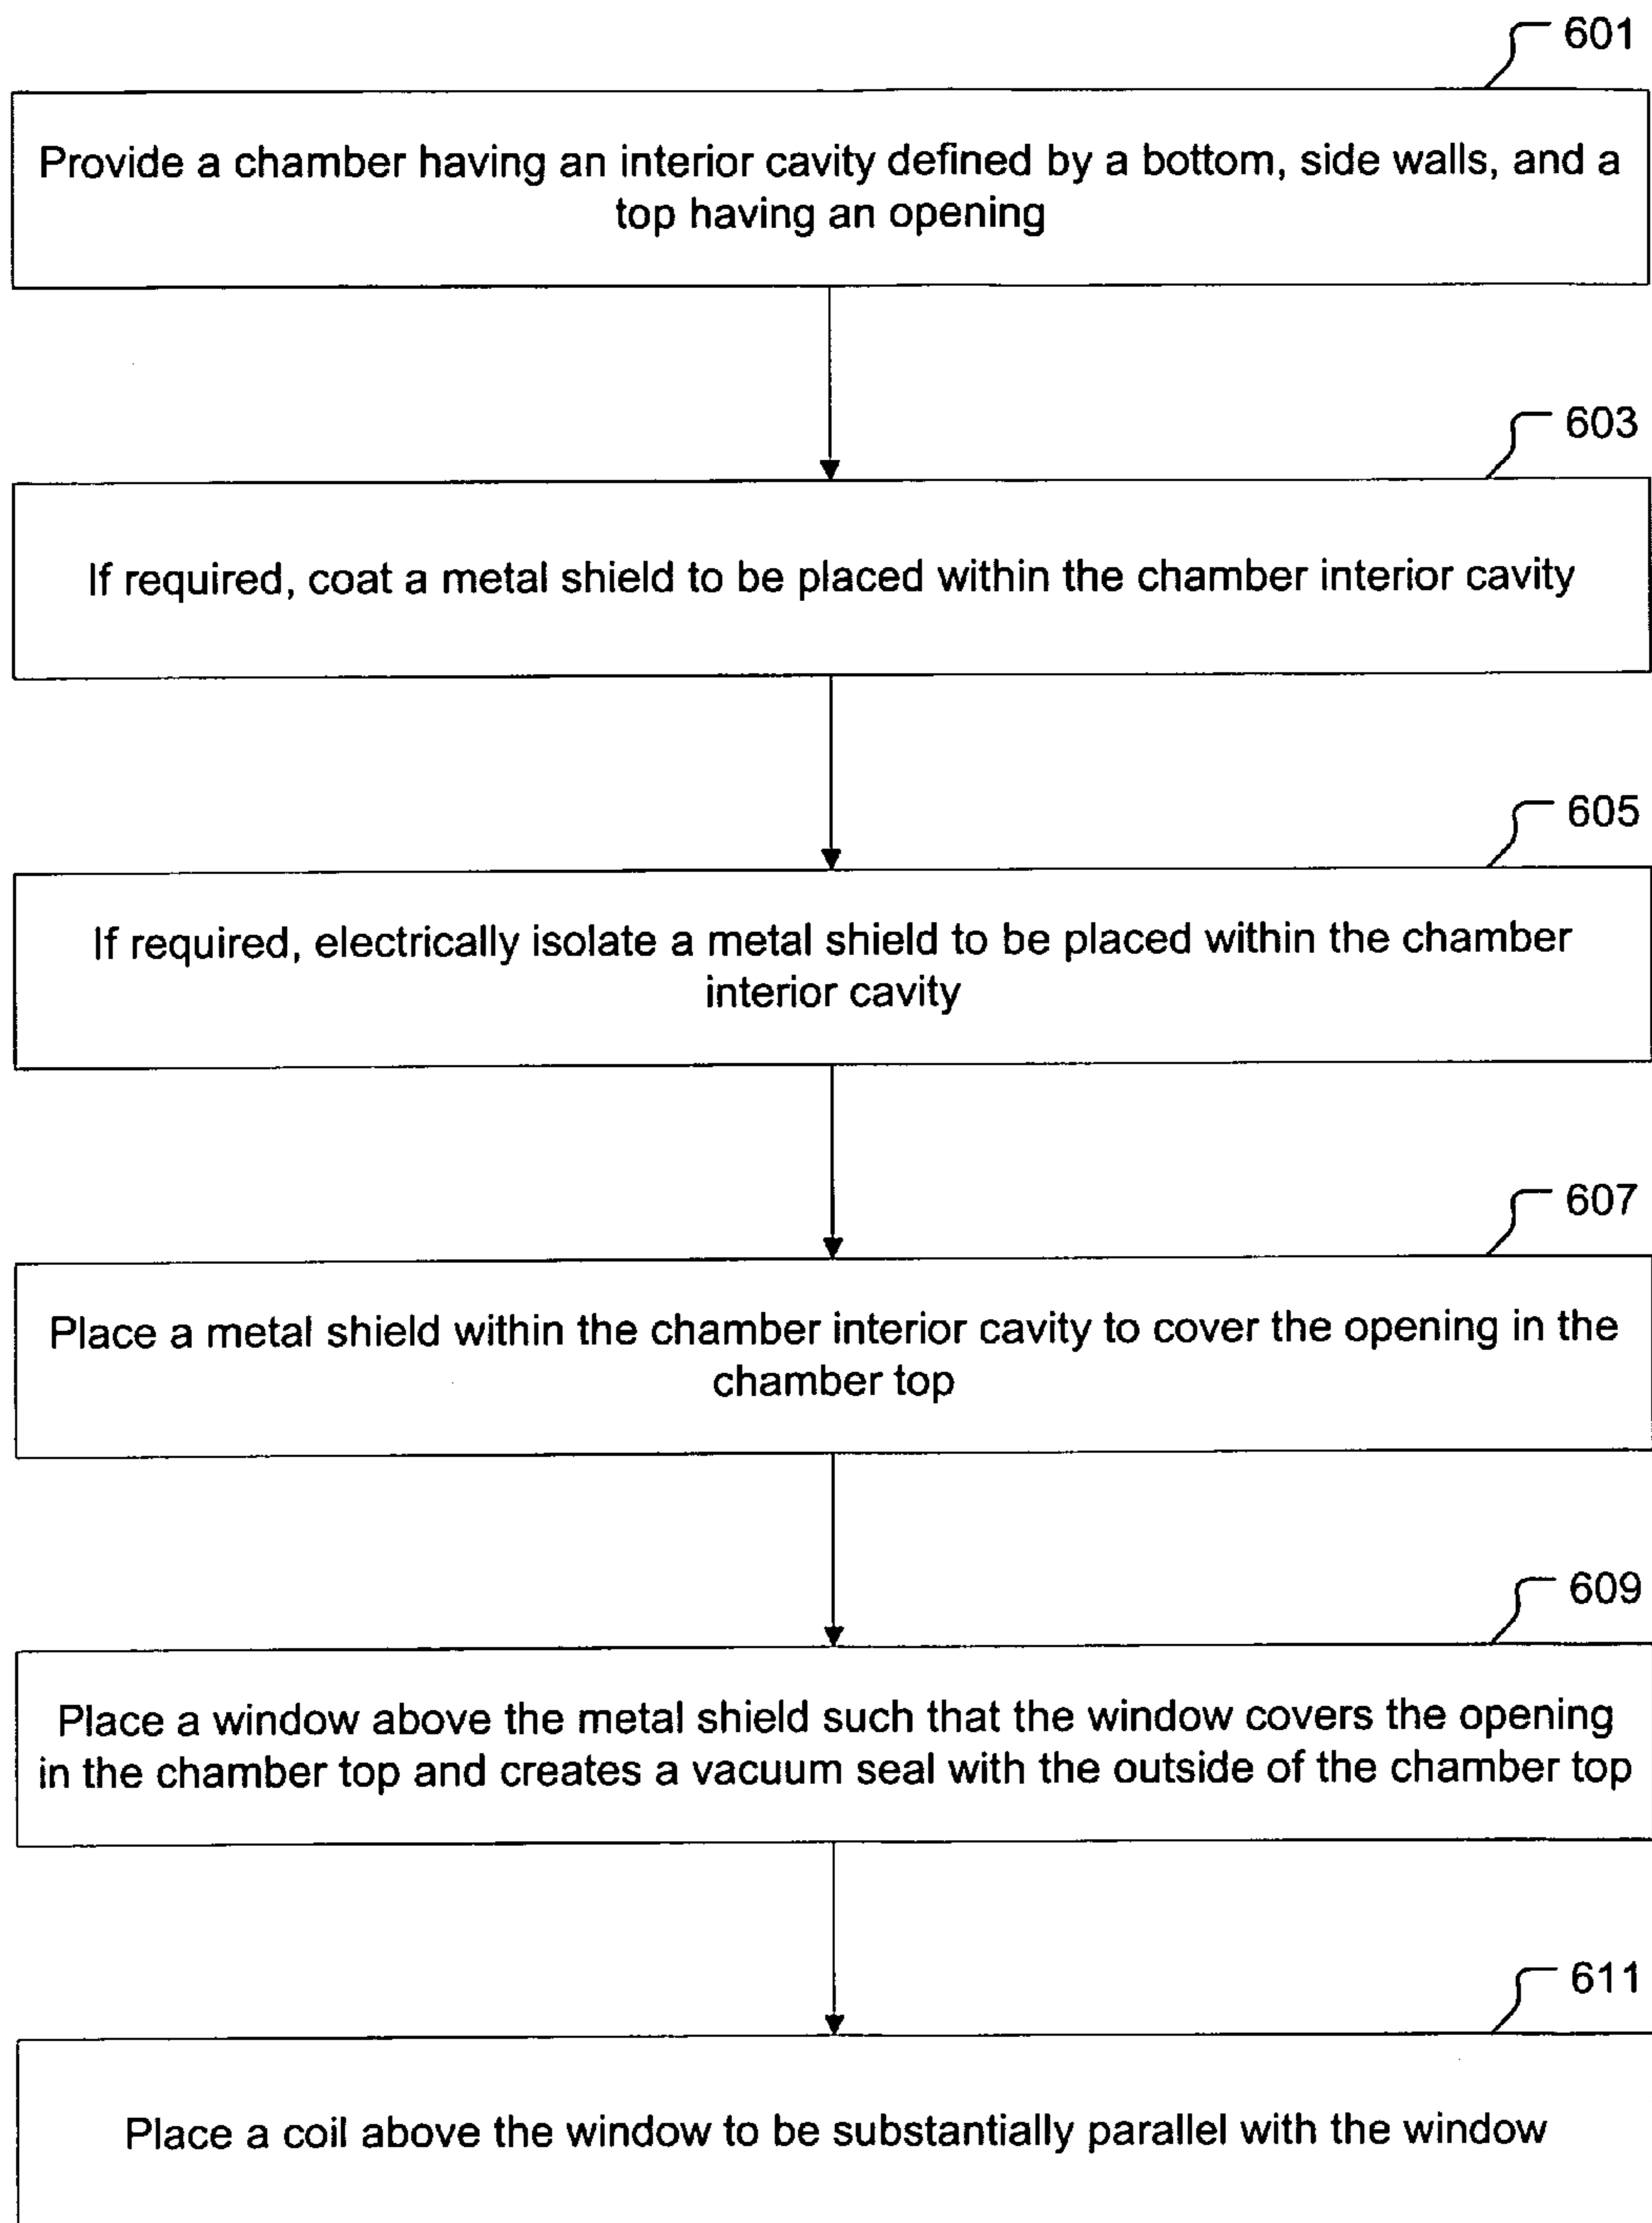 601
Provide a chamber having an interior cavity defined by a bottom, side walls, and a
top having an opening
603
If required, coat a metal shield to be placed within the chamber interior cavity
605
If required, electrically isolate a metal shield to be placed within the chamber
interior cavity
607
Place a metal shield within the chamber interior cavity to cover the opening in the
chamber top
609
Place a window above the metal shield such that the window covers the opening
in the chamber top and creates a vacuum seal with the outside of the chamber top
611
Place a coil above the window to be substantially parallel with the window